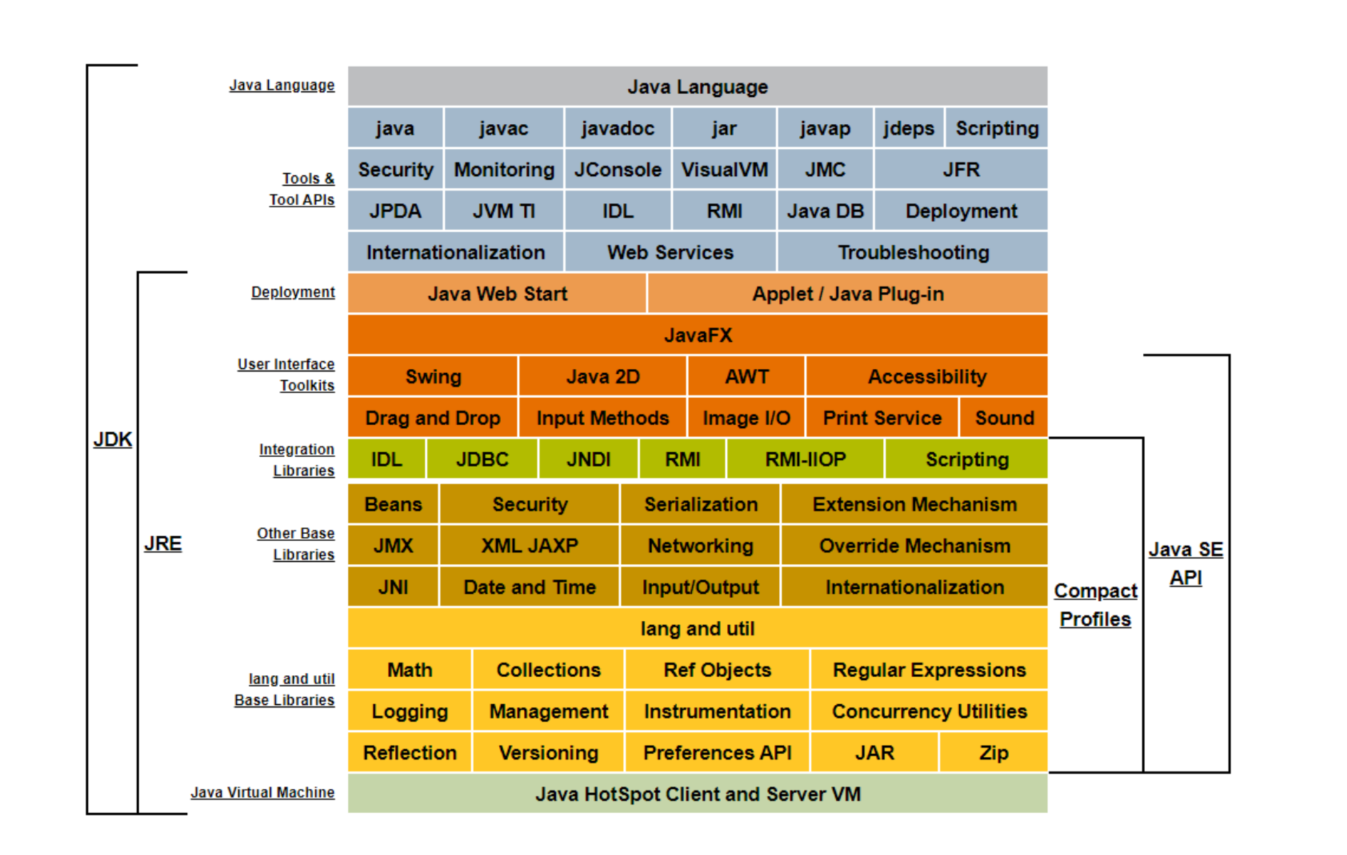 Java Language
Java Language
java javac javadoc jar javap jdeps Scripting
Security Monitoring JConsole VisualVM JMC JFR
Tools &
Tool APIs
JPDA JVM TI IDL RMI Java DB Deployment
Internationalization Web Services Troubleshooting
Deployment
Java Web Start Applet / Java Plug-in
JavaFX
User Interface
Toolkits
Swing Java 2D AWT Accessibility
Drag and Drop Input Methods Image I/O Print Service Sound
JDK
Integration
Libraries
IDL JDBC JNDI RMI RMI-IIOP Scripting
Beans Security Serialization Extension Mechanism
JRE
Other Base
Libraries
JMX XML JAXP Networking Override Mechanism
Java SE
API
JNI Date and Time Input/Output Internationalization
Compact
Profiles
lang and util
lang and util
Base Libraries
Math Collections Ref Objects Regular Expressions
Logging Management Instrumentation Concurrency Utilities
Reflection Versioning Preferences API JAR Zip
Java Virtual Machine
Java HotSpot Client and Server VM